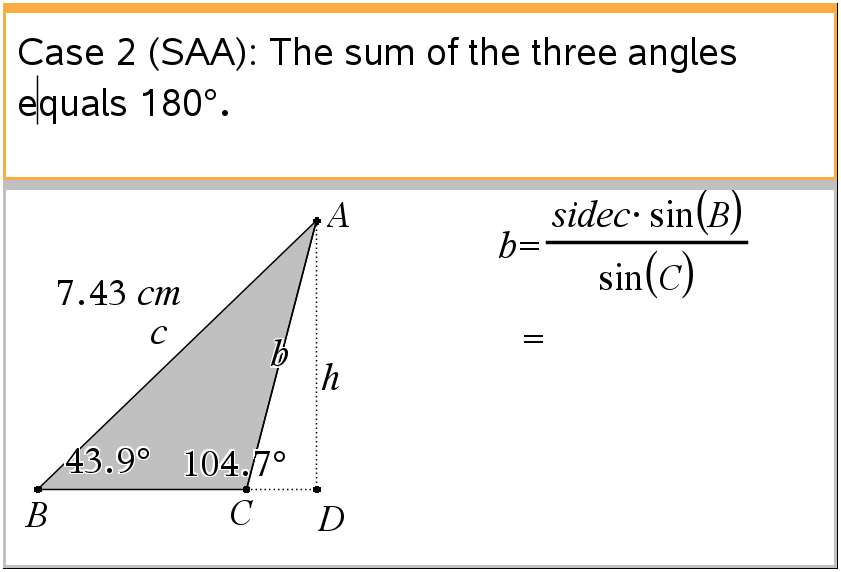 Case 2 (SAA): The sum of the three angles
equals 180°.
A
7.43 cm
c
b
h
43.9°
104.7°
B
C
D
b= sidec· sin(B) / sin(C)
=